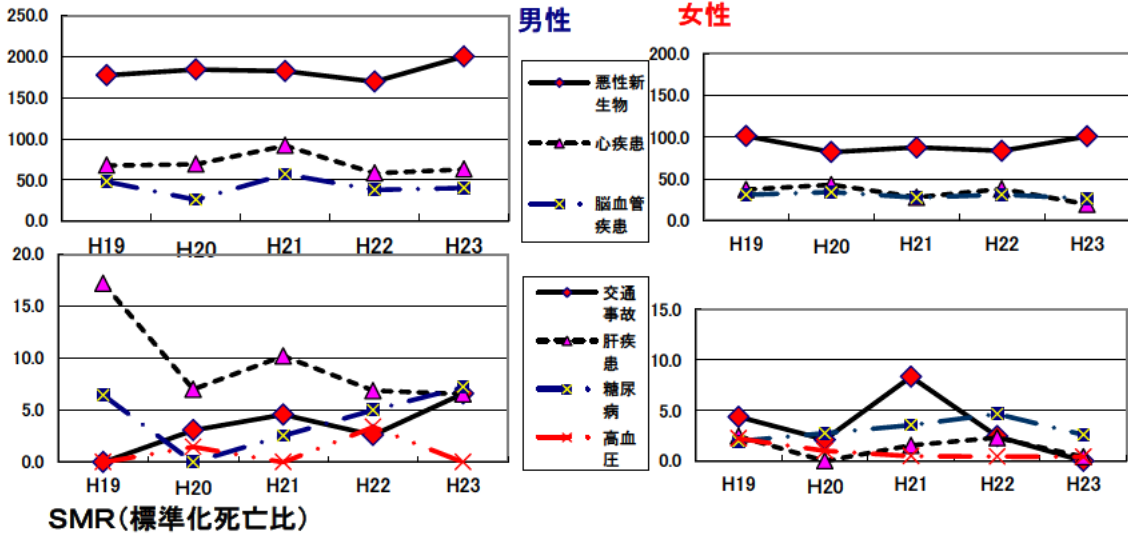 男性
女性
250.0
200.0
150.0
100.0
50.0
0.0
H19
H20
H21
H22
H23
悪性新
生物
心疾患
脳血管
疾患
200.0
150.0
100.0
50.0
0.0
H19
H20
H21
H22
H23
20.0
15.0
10.0
5.0
0.0
H19
H20
H21
H22
H23
交通
事故
肝疾
患
糖尿
病
高血
圧
15.0
10.0
5.0
0.0
H19
H20
H21
H22
H23
SMR(標準化死亡比)